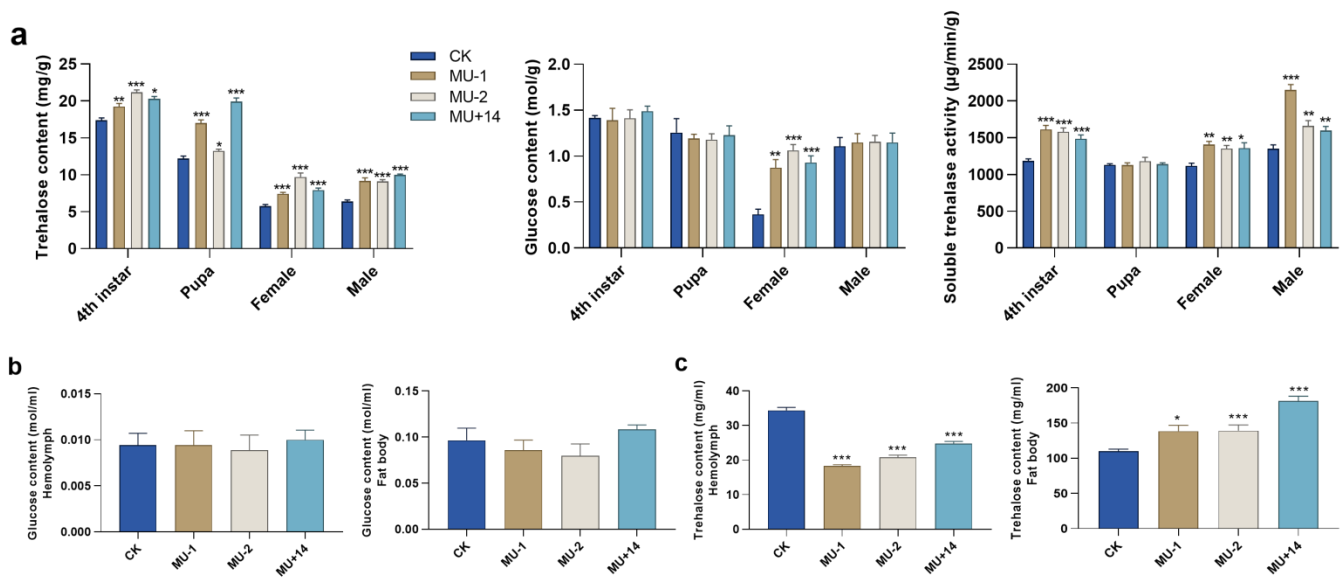 a
CK
MU-1
MU-2
MU+14
Trehalose content (mg/g)
25
20
15
10
5
0
** *** *
*** * ***
*** *** ***
*** *** ***
4th instar
Pupa
Female
Male
Glucose content (mol/g)
2.0
1.5
1.0
0.5
0.0
** *** ***
4th instar
Pupa
Female
Male
Soluble trehalase activity (μg/min/g)
2500
2000
1500
1000
500
0
*** *** ***
** ** *
*** ** **
4th instar
Pupa
Female
Male
b
Glucose content (mol/ml)
Hemolymph
0.015
0.010
0.005
0.000
CK
MU-1
MU-2
MU+14
Glucose content (mol/ml)
Fat body
0.15
0.10
0.05
0.00
CK
MU-1
MU-2
MU+14
c
Trehalose content (mg/ml)
Hemolymph
40
30
20
10
0
*** *** ***
CK
MU-1
MU-2
MU+14
Trehalose content (mg/ml)
Fat body
200
150
100
50
0
* *** ***
CK
MU-1
MU-2
MU+14